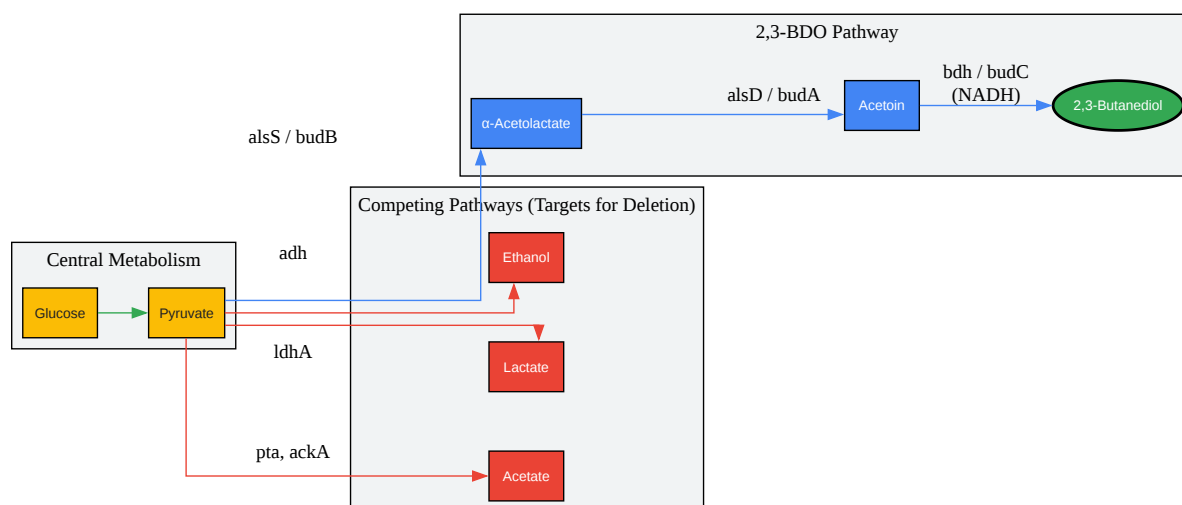 2,3-BDO Pathway
bdh / budC
(NADH)
alsD / budA
α-Acetolactate
Acetoin
2,3-Butanediol
alsS / budB
Competing Pathways (Targets for Deletion)
Central Metabolism
adh
Ethanol
Glucose
Pyruvate
ldhA
Lactate
pta, ackA
Acetate